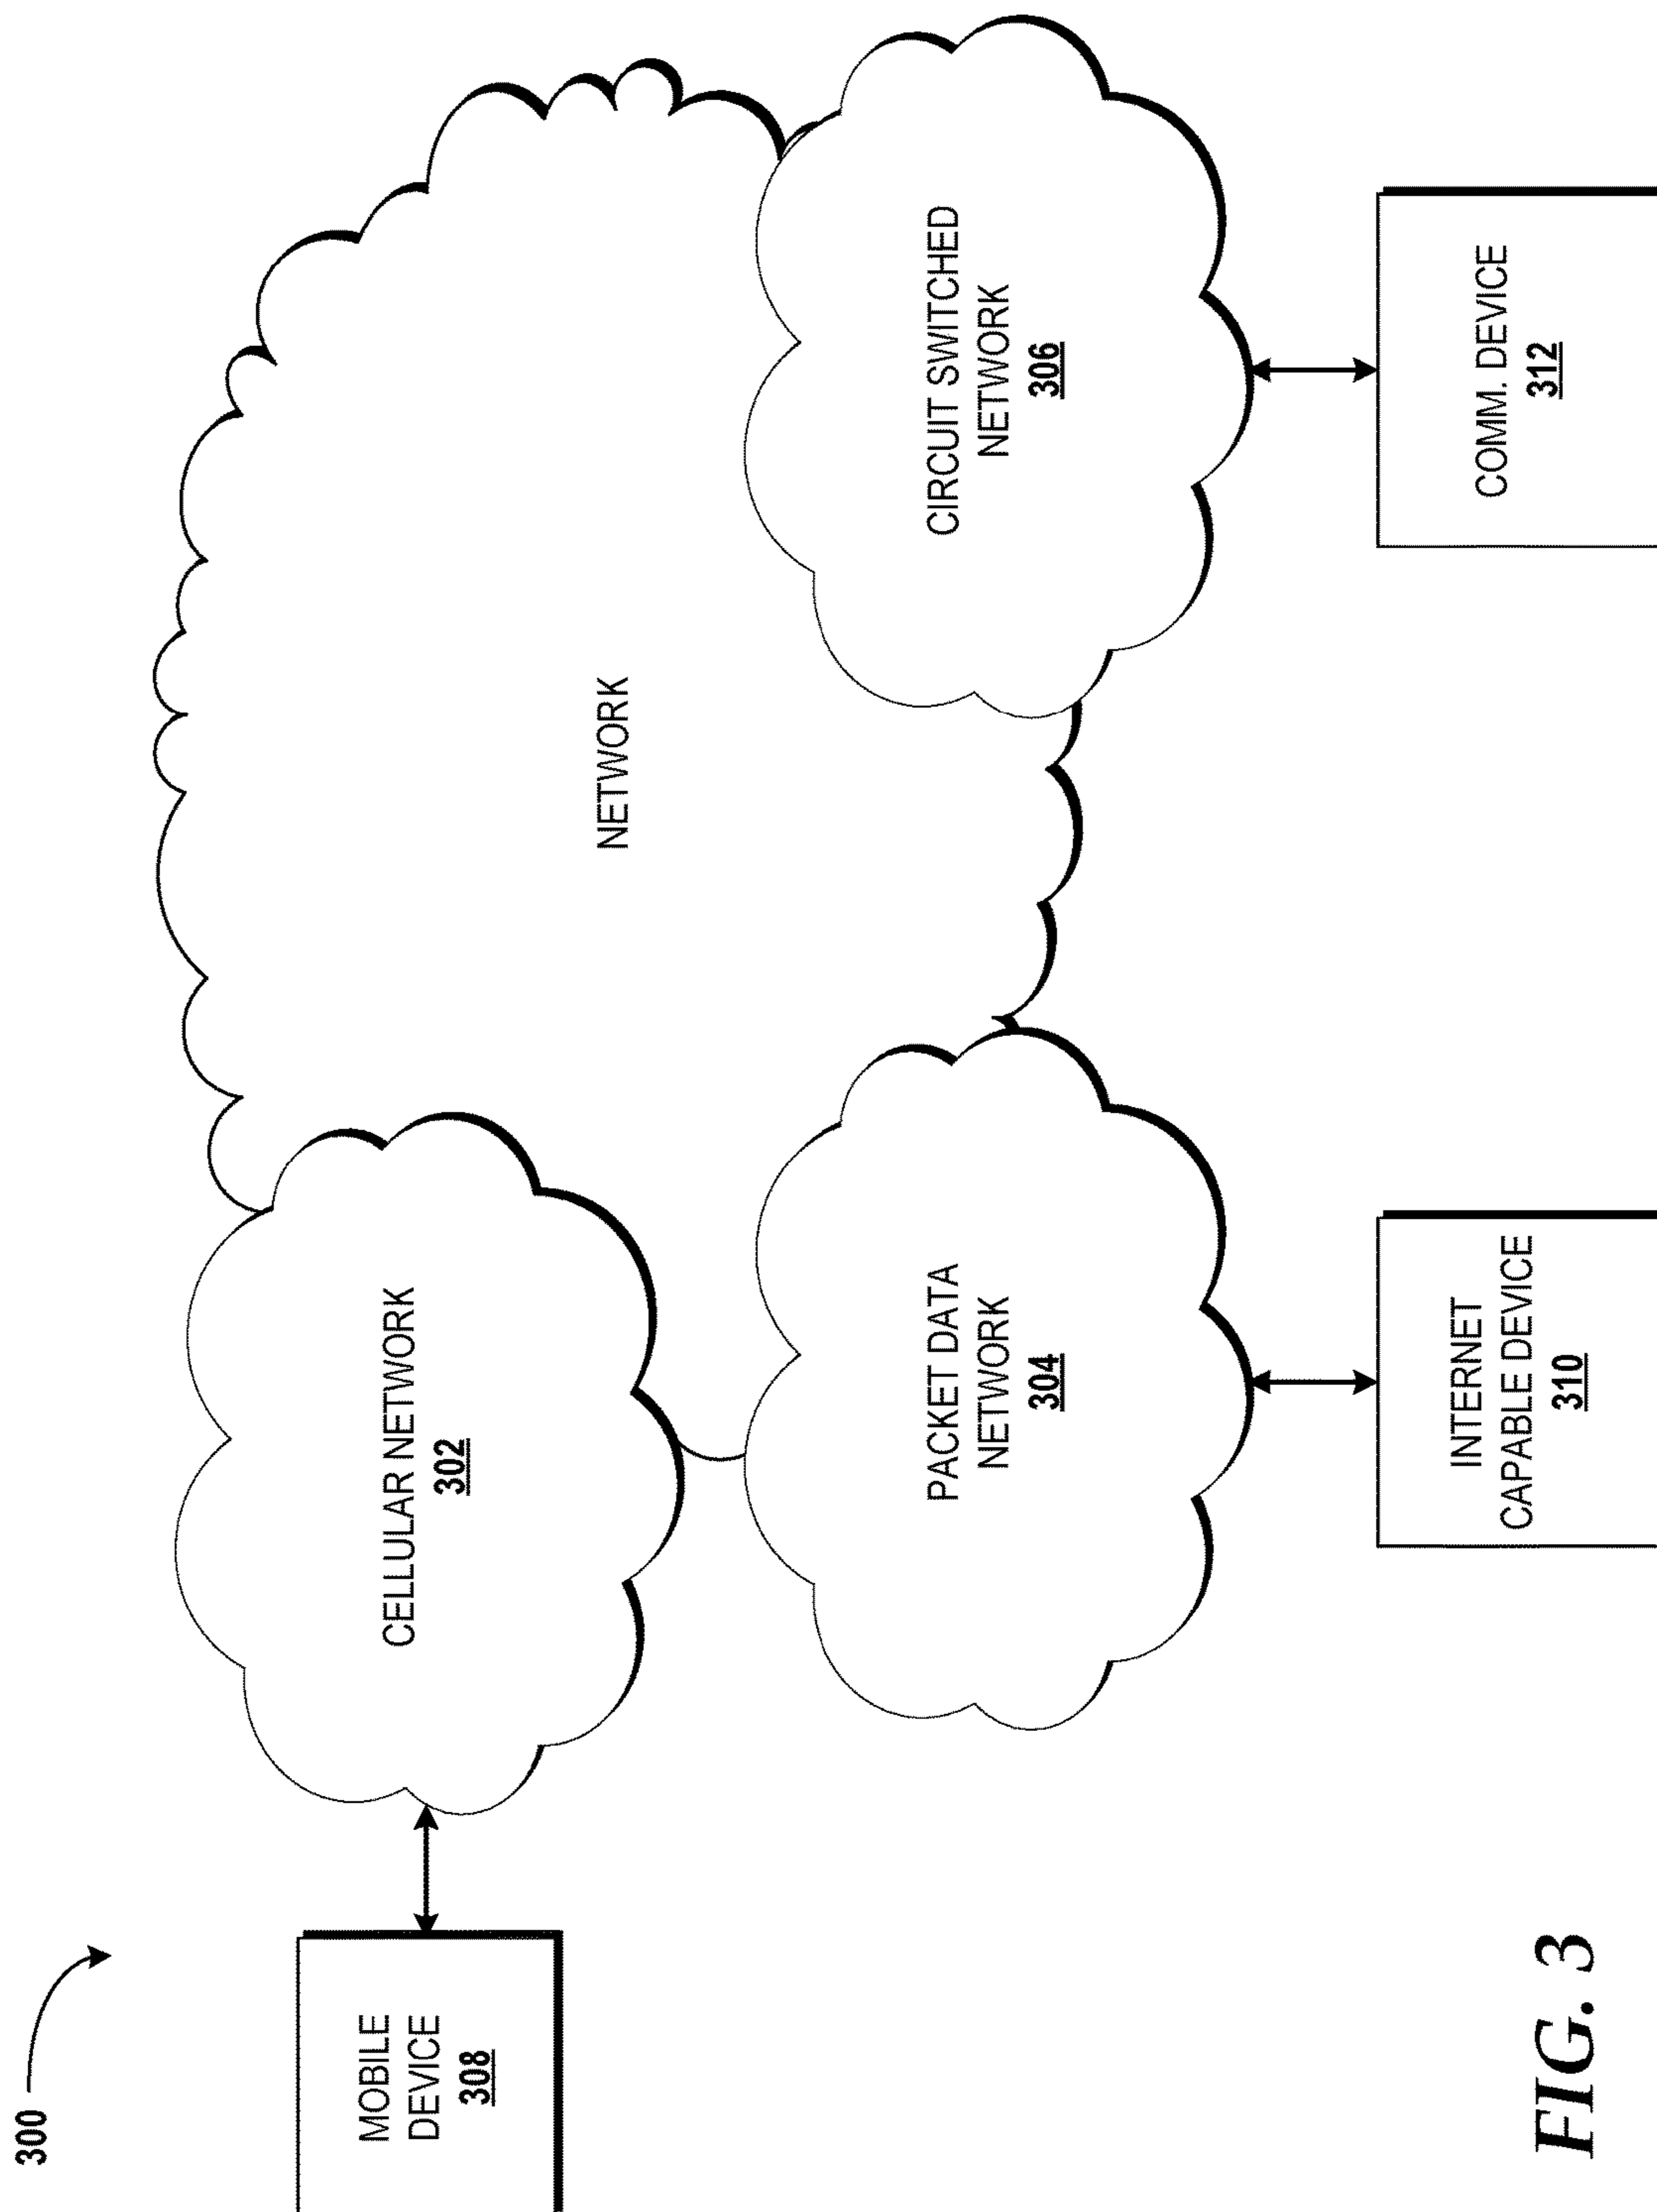 300
MOBILE
DEVICE
308
CELLULAR NETWORK
302
NETWORK
PACKET DATA
NETWORK
304
CIRCUIT SWITCHED
NETWORK
306
INTERNET
CAPABLE DEVICE
310
COMM. DEVICE
312
FIG. 3